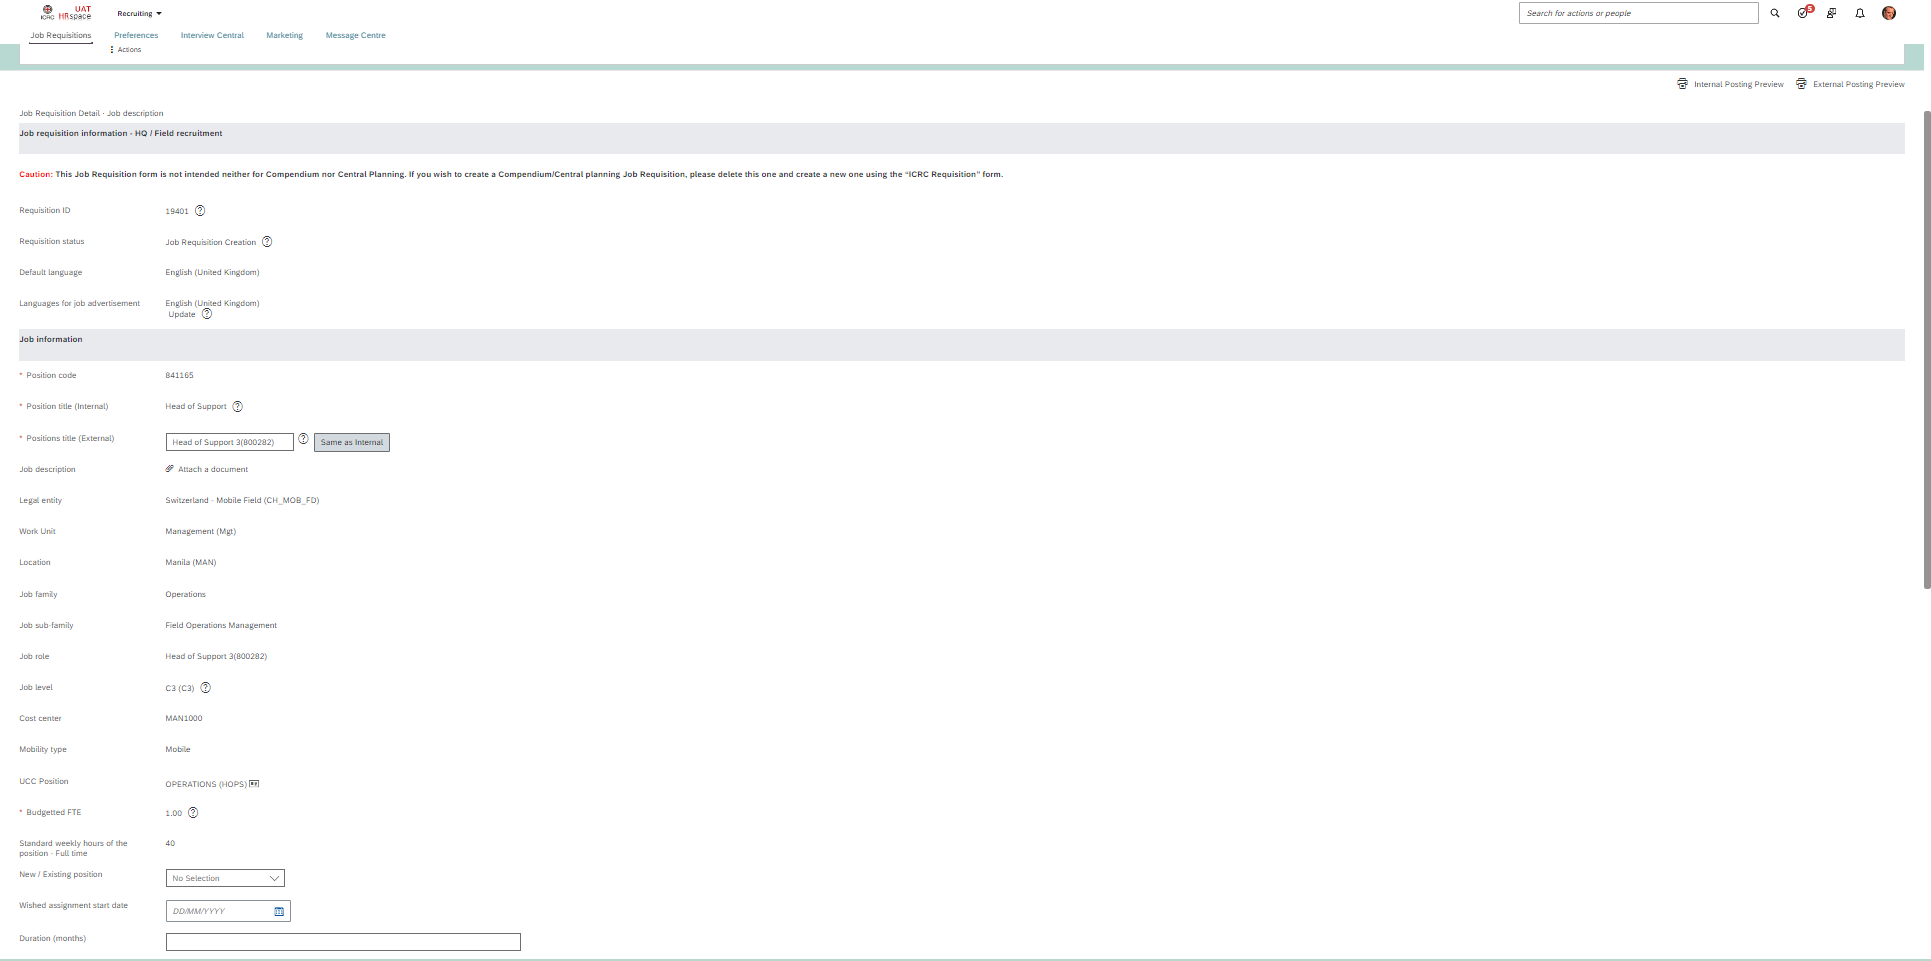 ICRC
UAT
HRspace
Recruiting
Search for actions or people
5
Job Requisitions
Preferences
Interview Central
Marketing
Message Centre
Actions
Internal Posting Preview
External Posting Preview
Job Requisition Detail - Job description
Job requisition information - HQ / Field recruitment
Caution: This Job Requisition form is not intended neither for Compendium nor Central Planning. If you wish to create a Compendium/Central planning Job Requisition, please delete this one and create a new one using the “ICRC Requisition” form.
Requisition ID 19401
Requisition status Job Requisition Creation
Default language English (United Kingdom)
Languages for job advertisement English (United Kingdom)
Update
Job information
* Position code 841165
* Position title (Internal) Head of Support
* Positions title (External) Head of Support 3(800282) Same as Internal
Job description Attach a document
Legal entity Switzerland - Mobile Field (CH_MOB_FD)
Work Unit Management (Mgt)
Location Manila (MAN)
Job family Operations
Job sub-family Field Operations Management
Job role Head of Support 3(800282)
Job level C3 (C3)
Cost center MAN1000
Mobility type Mobile
UCC Position OPERATIONS (HOPS)
* Budgetted FTE 1.00
Standard weekly hours of the 40
position - Full time
New / Existing position No Selection
Wished assignment start date DD/MM/YYYY
Duration (months)